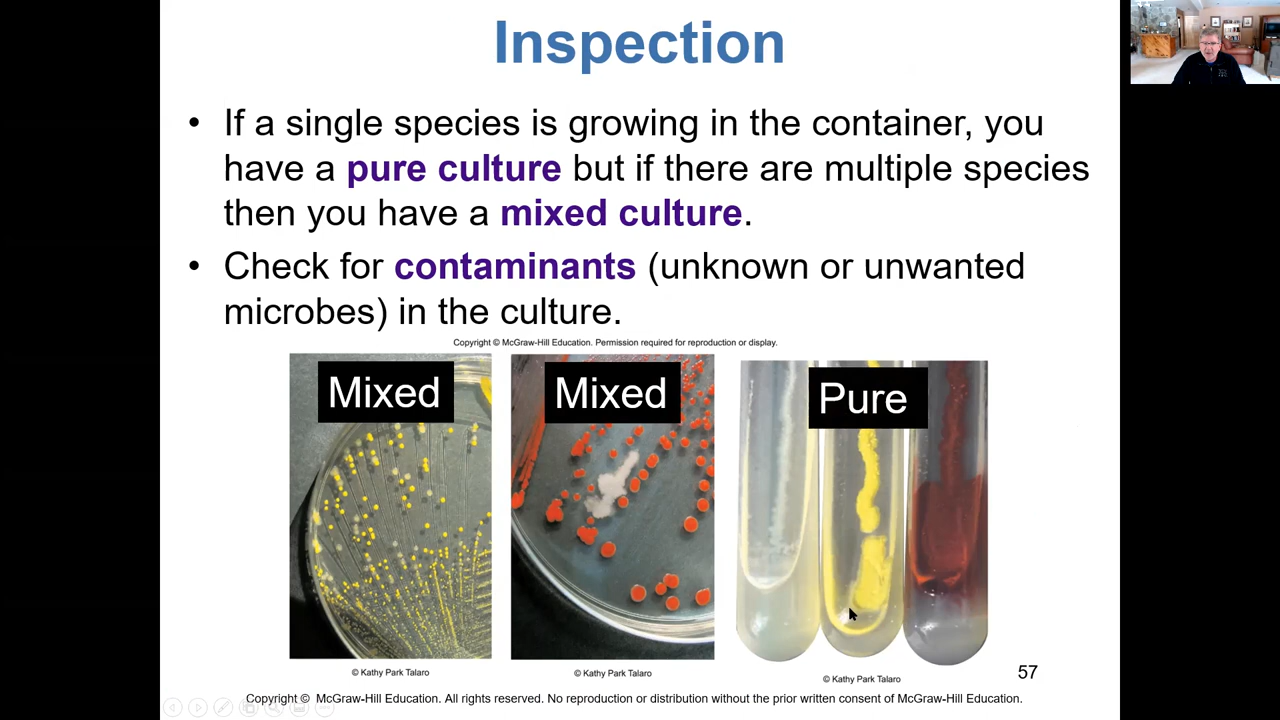 Inspection
• If a single species is growing in the container, you
have a pure culture but if there are multiple species
then you have a mixed culture.
• Check for contaminants (unknown or unwanted
microbes) in the culture.
Copyright © McGraw-Hill Education. Permission required for reproduction or display.
Mixed
Mixed
Pure
© Kathy Park Talaro
© Kathy Park Talaro
© Kathy Park Talaro
57
Copyright © McGraw-Hill Education. All rights reserved. No reproduction or distribution without the prior written consent of McGraw-Hill Education.